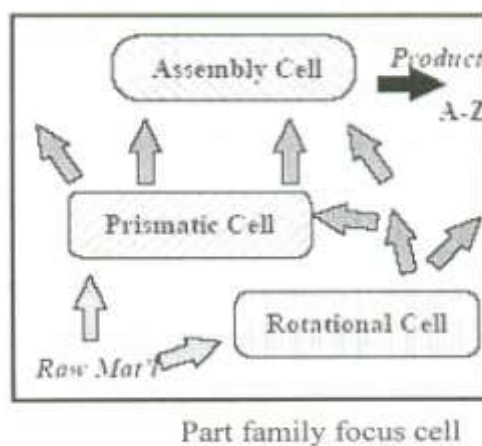 Assembly Cell
Product
A-Z
Prismatic Cell
Rotational Cell
Raw Mat'l
Part family focus cell